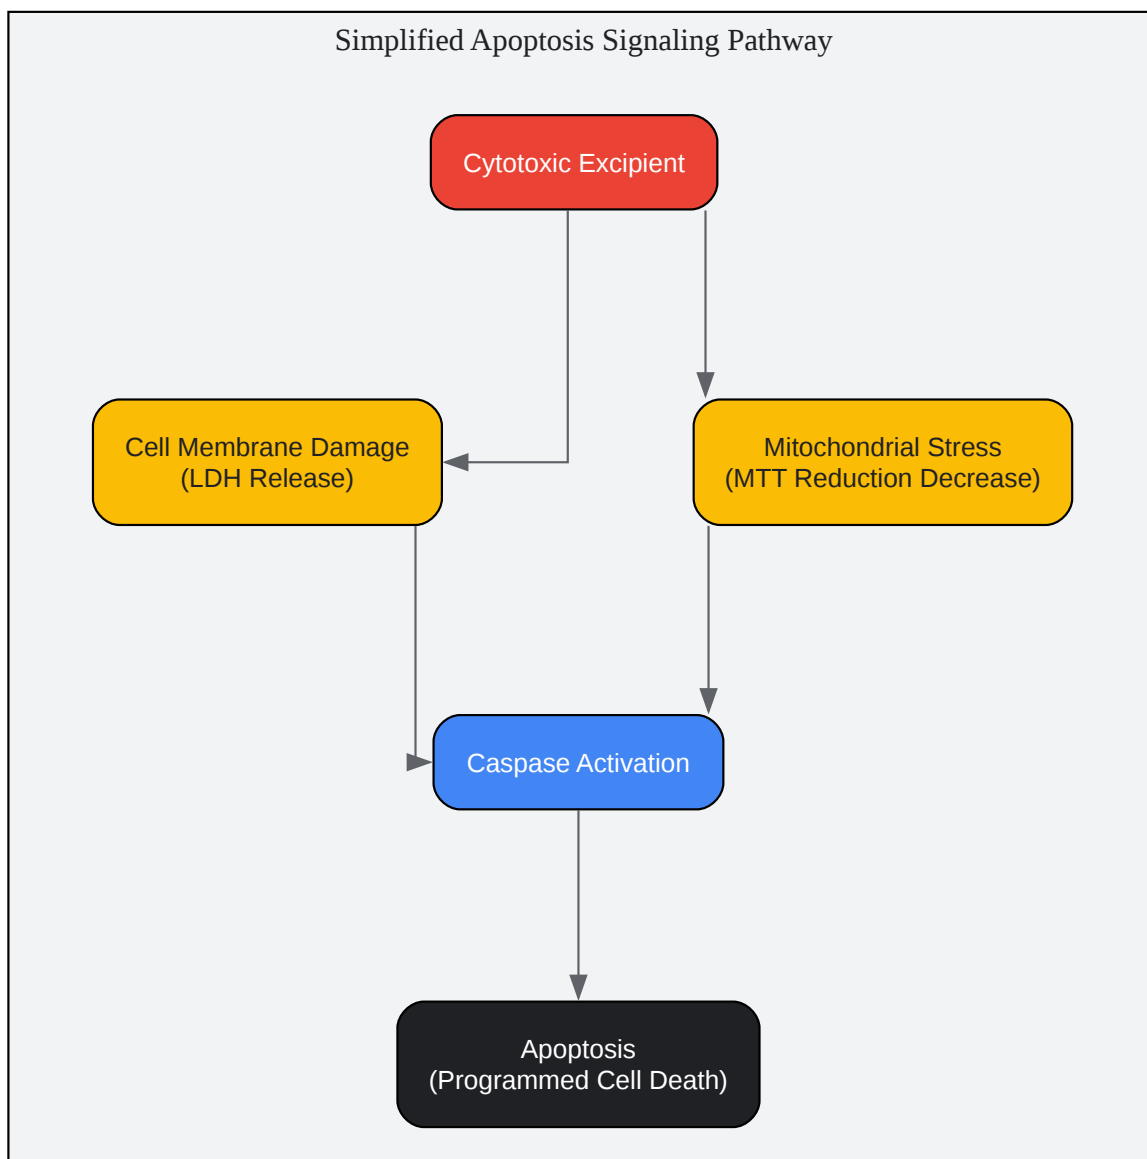 Simplified Apoptosis Signaling Pathway
Cytotoxic Excipient
Cell Membrane Damage
(LDH Release)
Mitochondrial Stress
(MTT Reduction Decrease)
Caspase Activation
Apoptosis
(Programmed Cell Death)